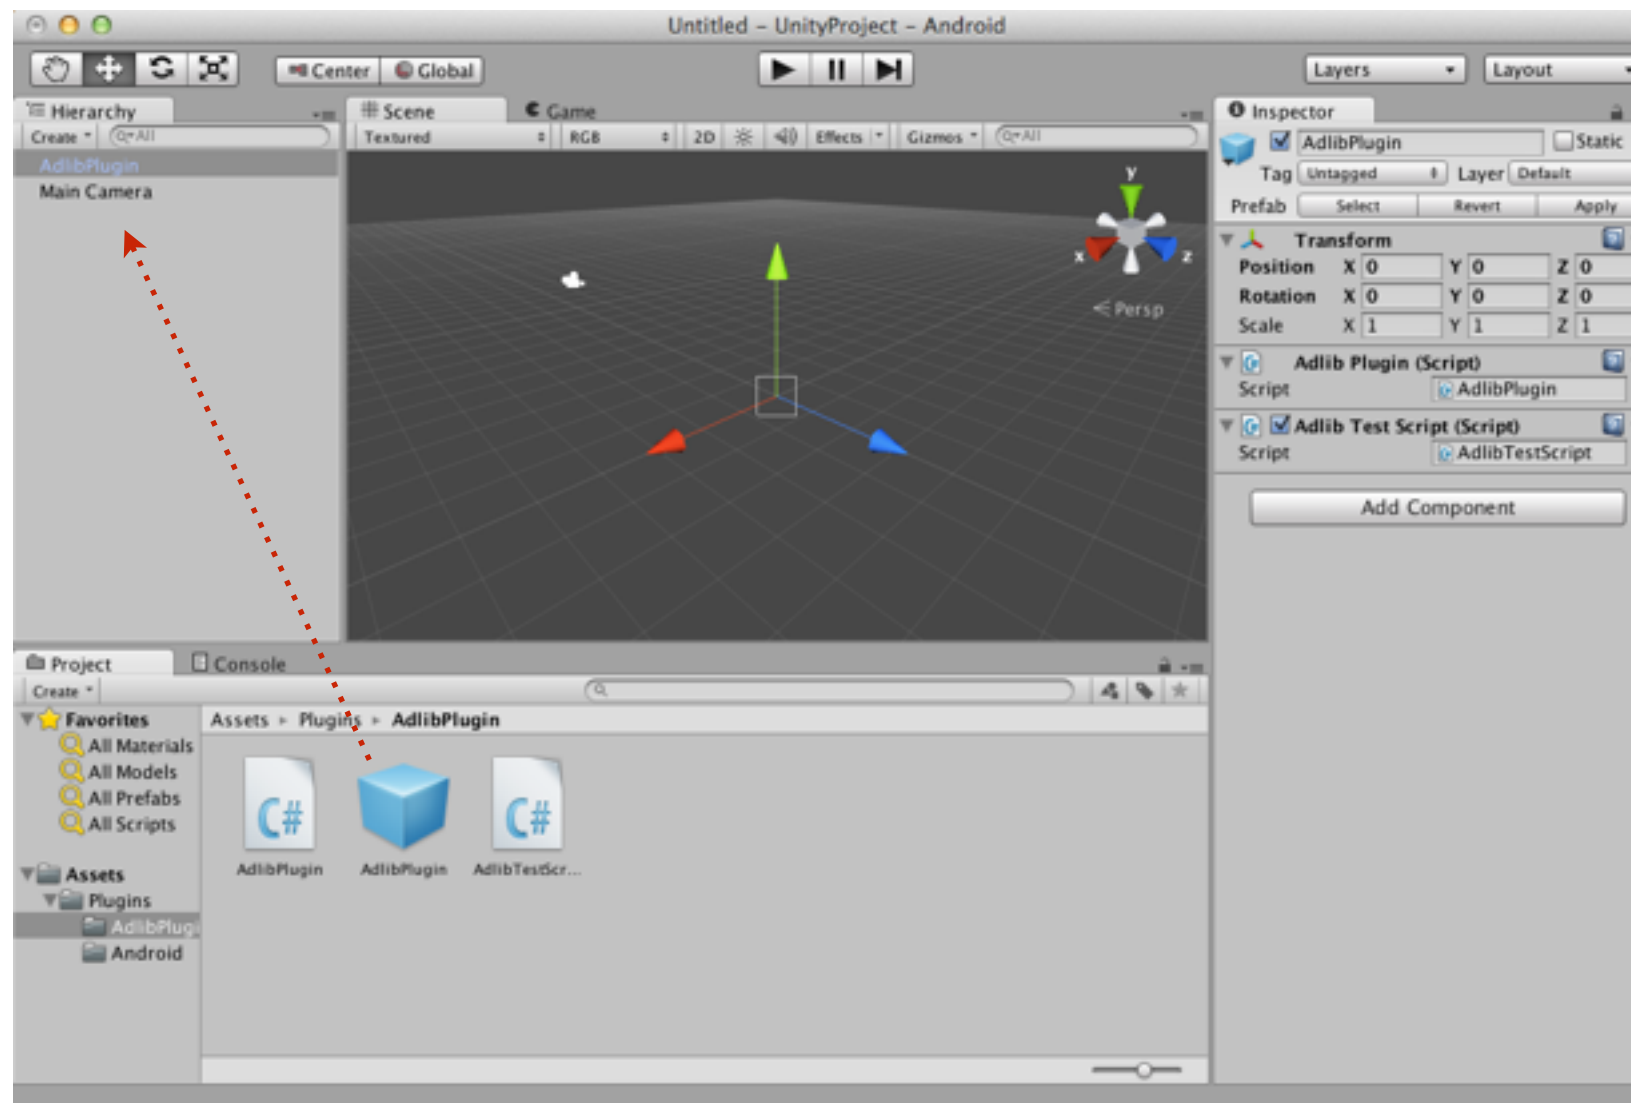 Untitled – UnityProject – Android
Center Global
Layers Layout
Hierarchy
Create All
AdlibPlugin
Main Camera
Scene Game
Textured RGB 2D Effects Gizmos All
y
x z
Persp
Inspector
AdlibPlugin Static
Tag Untagged Layer Default
Prefab Select Revert Apply
Transform
Position X 0 Y 0 Z 0
Rotation X 0 Y 0 Z 0
Scale X 1 Y 1 Z 1
Adlib Plugin (Script)
Script AdlibPlugin
Adlib Test Script (Script)
Script AdlibTestScript
Add Component
Project Console
Create
Favorites
All Materials
All Models
All Prefabs
All Scripts
Assets
Plugins
AdlibPlugi
Android
Assets Plugins AdlibPlugin
C# C#
AdlibPlugin AdlibPlugin AdlibTestScr...